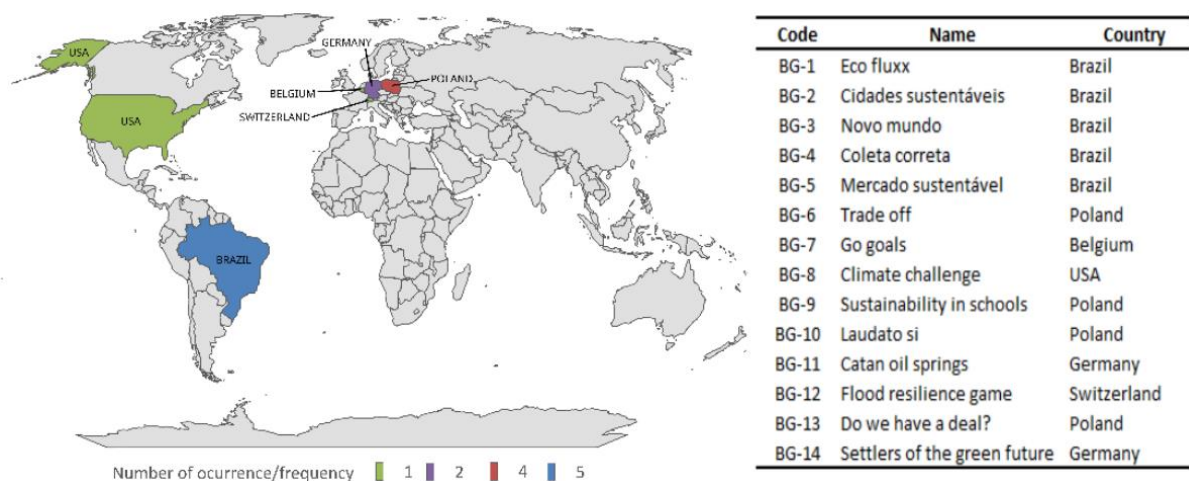 USA
USA
GERMANY
BELGIUM
POLAND
SWITZERLAND
BRAZIL
Number of ocurrence/frequency 1 2 4 5
Code Name Country
BG-1 Eco fluxx Brazil
BG-2 Cidades sustentáveis Brazil
BG-3 Novo mundo Brazil
BG-4 Coleta correta Brazil
BG-5 Mercado sustentável Brazil
BG-6 Trade off Poland
BG-7 Go goals Belgium
BG-8 Climate challenge USA
BG-9 Sustainability in schools Poland
BG-10 Laudato si Poland
BG-11 Catan oil springs Germany
BG-12 Flood resilience game Switzerland
BG-13 Do we have a deal? Poland
BG-14 Settlers of the green future Germany